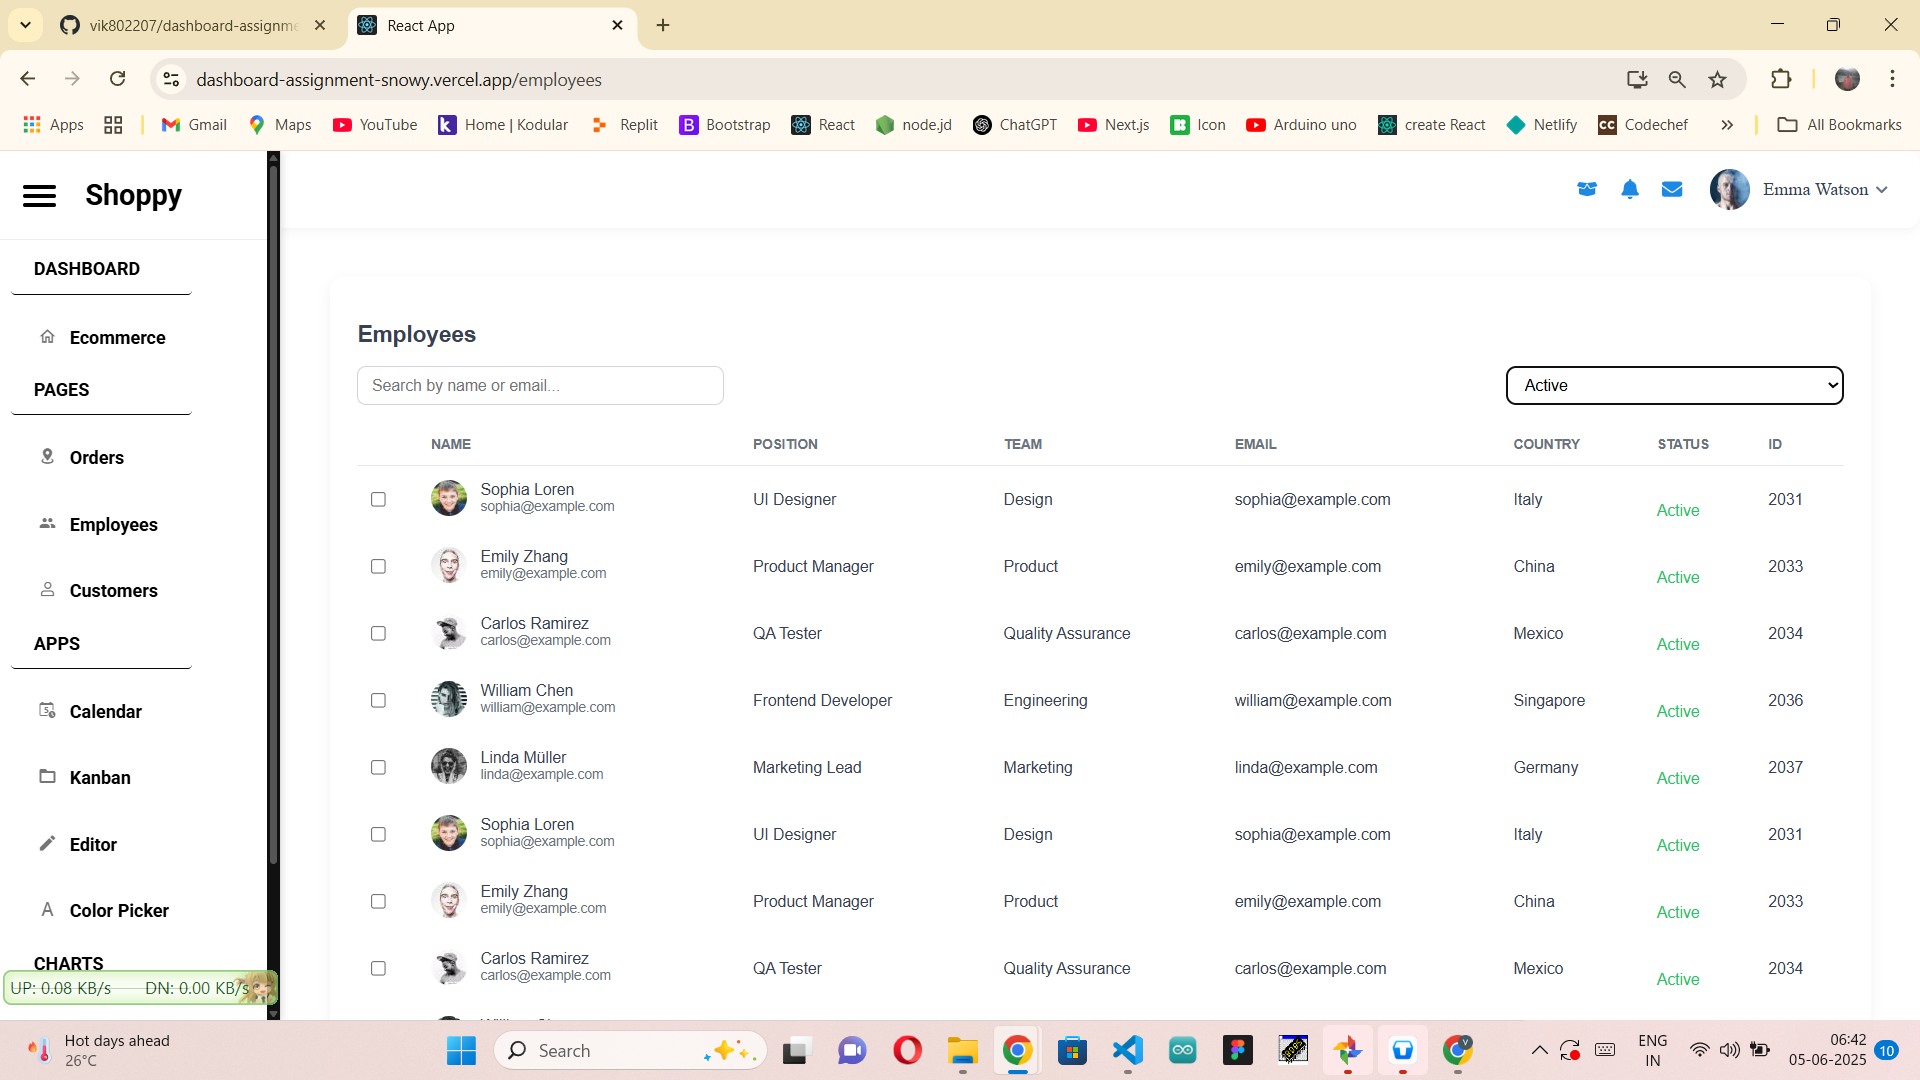 vik802207/dashboard-assignme
React App
dashboard-assignment-snowy.vercel.app/employees
Apps
Gmail
Maps
YouTube
Home | Kodular
Replit
Bootstrap
React
node.jd
ChatGPT
Next.js
Icon
Arduino uno
create React
Netlify
CC Codechef
All Bookmarks
Shoppy
Emma Watson
DASHBOARD
Ecommerce
PAGES
Orders
Employees
Customers
APPS
Calendar
Kanban
Editor
Color Picker
CHARTS
UP: 0.08 KB/s DN: 0.00 KB/s
Employees
Search by name or email...
Active
NAME POSITION TEAM EMAIL COUNTRY STATUS ID
Sophia Loren
sophia@example.com
UI Designer Design sophia@example.com Italy Active 2031
Emily Zhang
emily@example.com
Product Manager Product emily@example.com China Active 2033
Carlos Ramirez
carlos@example.com
QA Tester Quality Assurance carlos@example.com Mexico Active 2034
William Chen
william@example.com
Frontend Developer Engineering william@example.com Singapore Active 2036
Linda Müller
linda@example.com
Marketing Lead Marketing linda@example.com Germany Active 2037
Sophia Loren
sophia@example.com
UI Designer Design sophia@example.com Italy Active 2031
Emily Zhang
emily@example.com
Product Manager Product emily@example.com China Active 2033
Carlos Ramirez
carlos@example.com
QA Tester Quality Assurance carlos@example.com Mexico Active 2034
Hot days ahead
26°C
Search
ENG
IN
06:42
05-06-2025
10